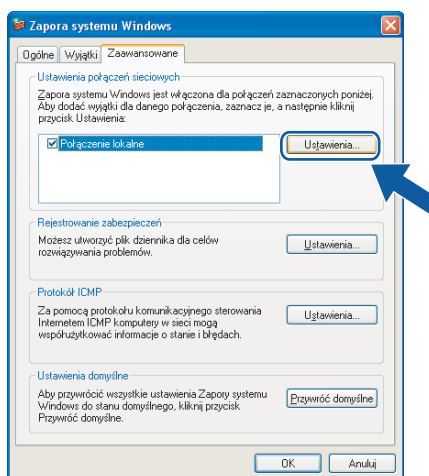 Zapora systemu Windows
Ogólne Wyjątki Zaawansowane
Ustawienia połączeń sieciowych
Zapora systemu Windows jest włączona dla połączeń zaznaczonych poniżej.
Aby dodać wyjątki dla danego połączenia, zaznacz je, a następnie kliknij
przycisk Ustawienia:
Połączenie lokalne
Ustawienia...
Rejestrowanie zabezpieczeń
Możesz utworzyć plik dziennika dla celów
rozwiązywania problemów.
Ustawienia...
Protokół ICMP
Za pomocą protokołu komunikacyjnego sterowania
Internetem ICMP komputery w sieci mogą
współużytkować informacje o stanie i błędach.
Ustawienia...
Ustawienia domyślne
Aby przywrócić wszystkie ustawienia Zapory systemu
Windows do stanu domyślnego, kliknij przycisk
Przywróć domyślne.
Przywróć domyślne
OK Anuluj